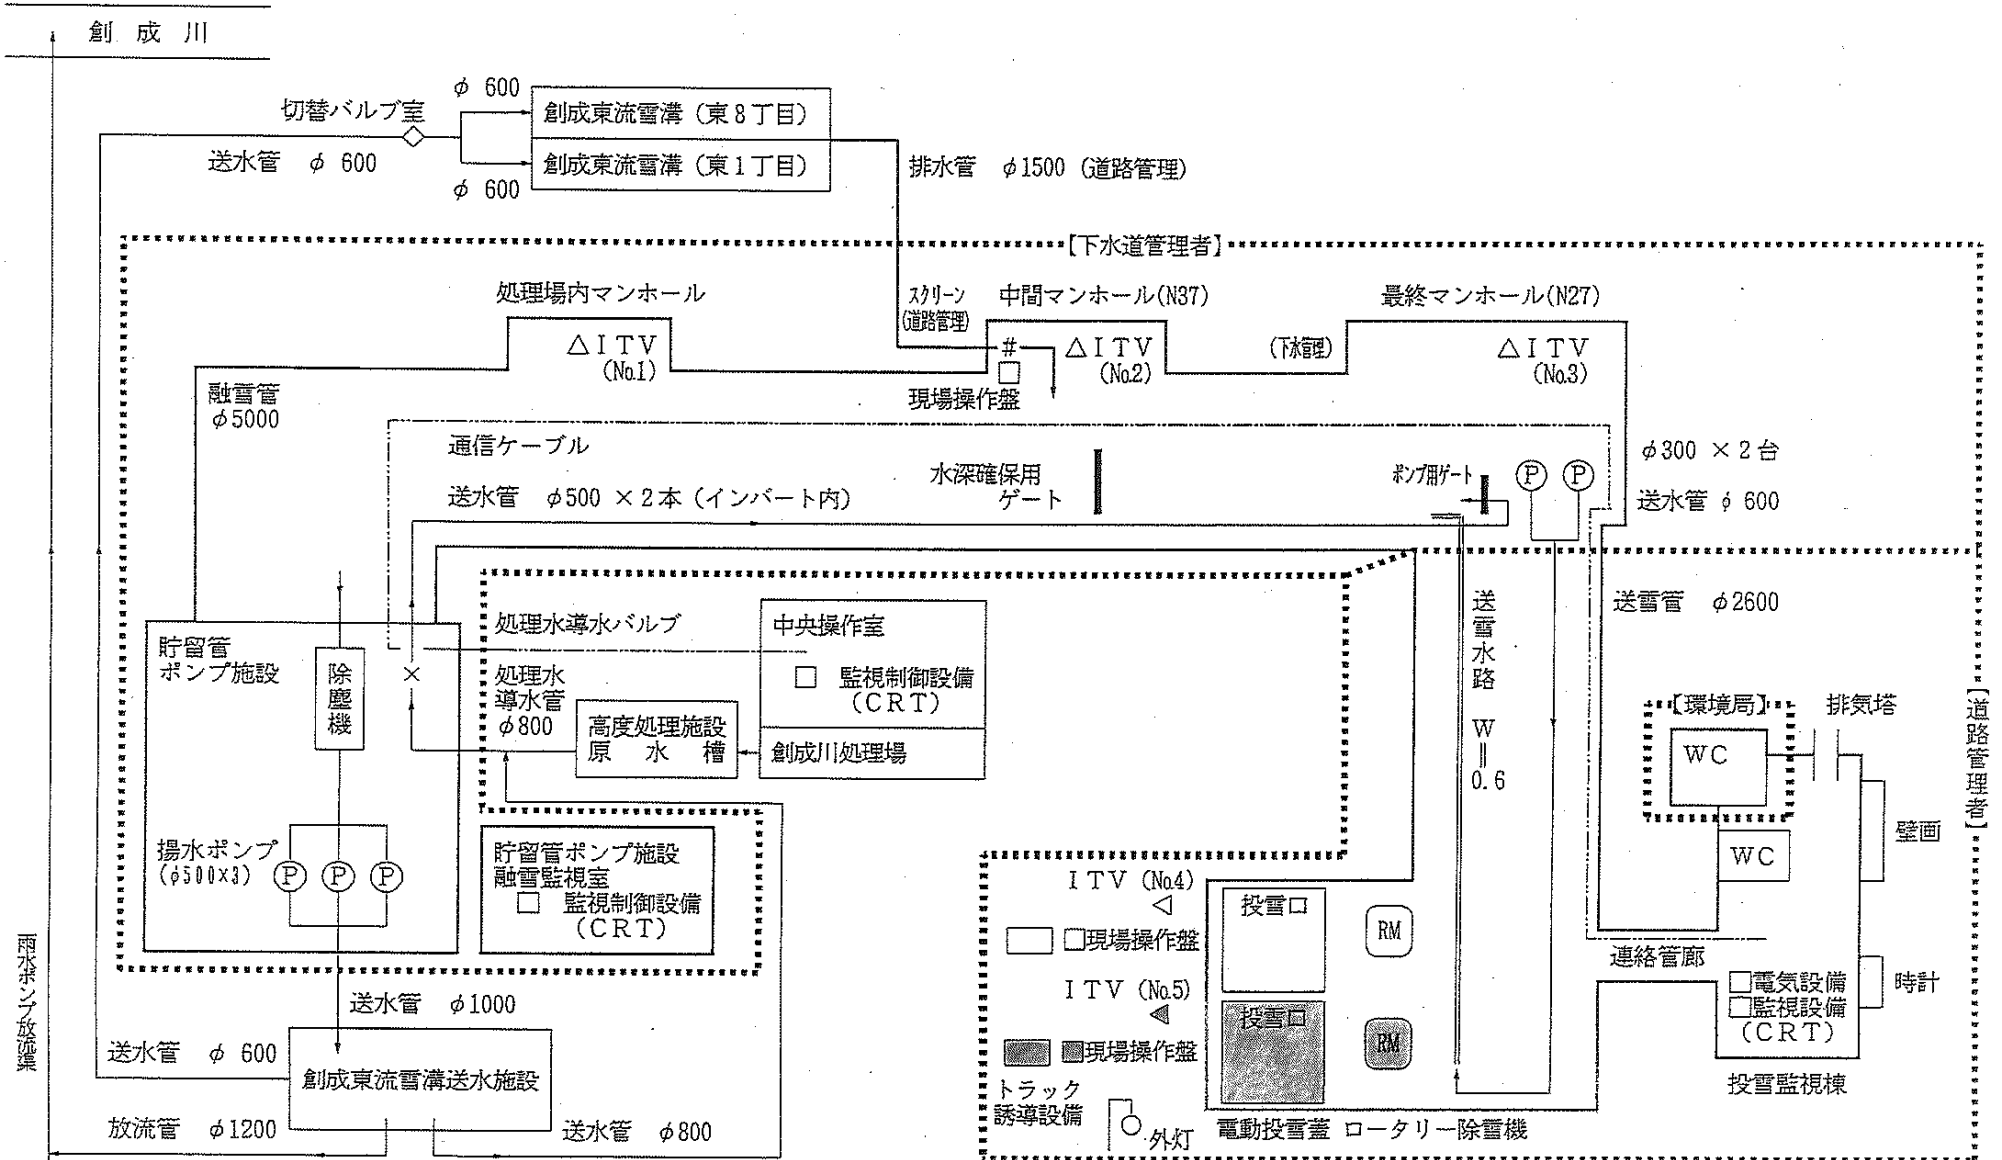 創成川
φ 600
切替バルブ室
創成東流雪溝（東8丁目）
送水管 φ 600
創成東流雪溝（東1丁目）
φ 600
排水管 φ1500（道路管理）
【下水道管理者】
処理場内マンホール
スクリーン
(道路管理)
中間マンホール(N37)
最終マンホール(N27)
△ＩＴＶ
(No.1)
#
△ＩＴＶ
(No.2)
(下水管理)
△ＩＴＶ
(No.3)
現場操作盤
融雪管
φ5000
通信ケーブル
水深確保用
ゲート
ポンプ用ゲート
P
P
φ300 ×2台
送水管 φ500 ×2本（インバート内）
送水管 φ 600
貯留管
ポンプ施設
除塵機
×
処理水導水バルブ
処理水
導水管
φ800
中央操作室
□ 監視制御設備
(ＣＲＴ)
高度処理施設
原水槽
創成川処理場
送雪水路 W＝0.6
送雪管 φ2600
【環境局】
排気塔
【道路管理者】
WC
WC
壁画
揚水ポンプ
(φ500×3)
P
P
P
貯留管ポンプ施設
融雪監視室
□ 監視制御設備
(ＣＲＴ)
ＩＴＶ (No.4)
◁
投雪口
RM
□現場操作盤
連絡管廊
ＩＴＶ (No.5)
投雪口
RM
現場操作盤
□電気設備
□監視設備
(ＣＲＴ)
時計
投雪監視棟
トラック
誘導設備
外灯
電動投雪蓋
ロータリー除雪機
雨水ポンプ放流渠
送水管 φ1000
送水管 φ 600
創成東流雪溝送水施設
放流管 φ1200
送水管 φ800